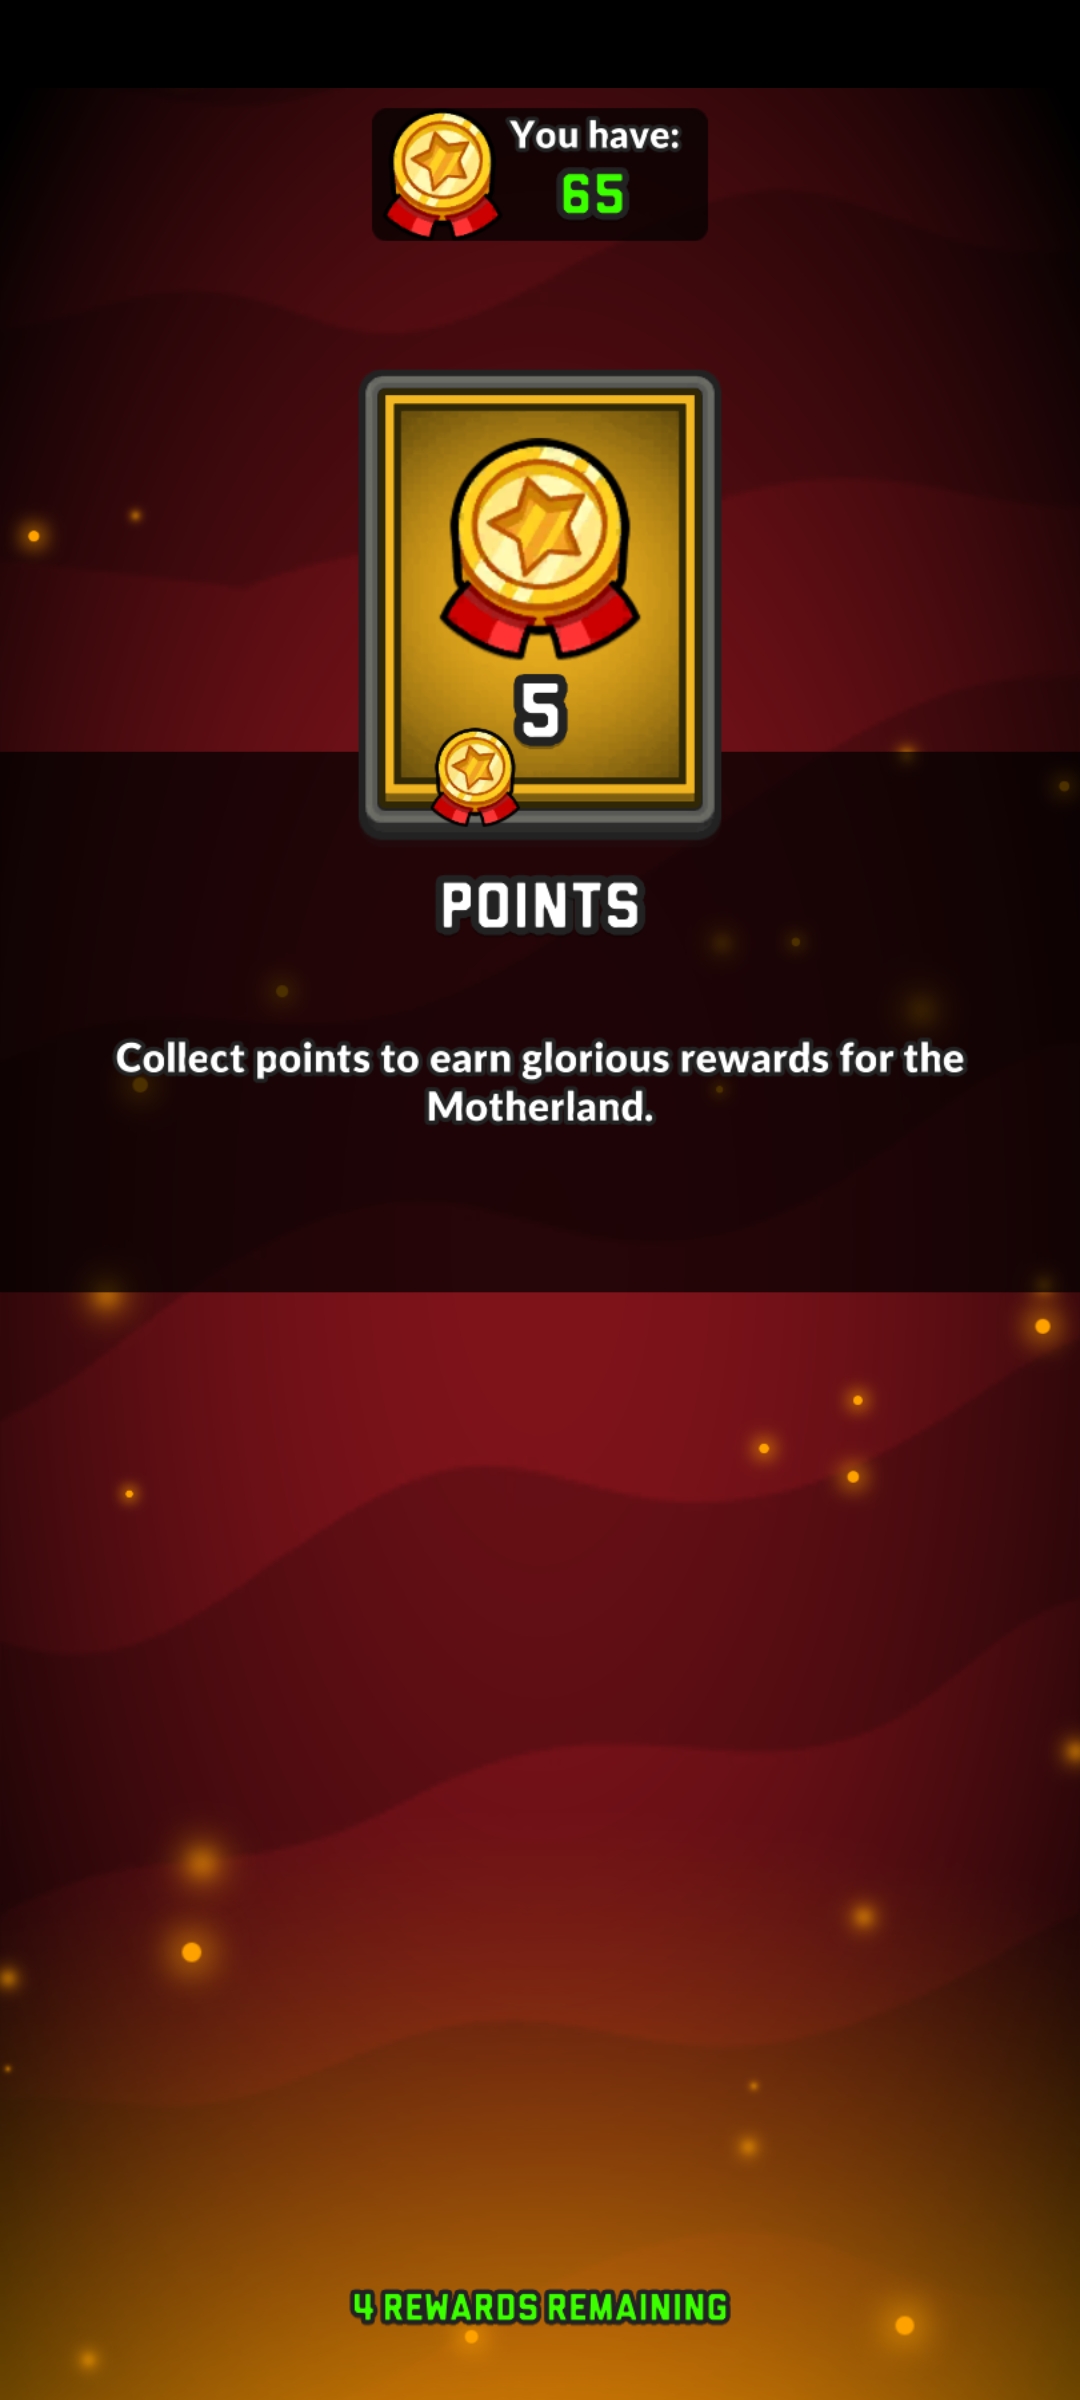 You have:
65
5
POINTS
Collect points to earn glorious rewards for the
Motherland.
4 REWARDS REMAINING